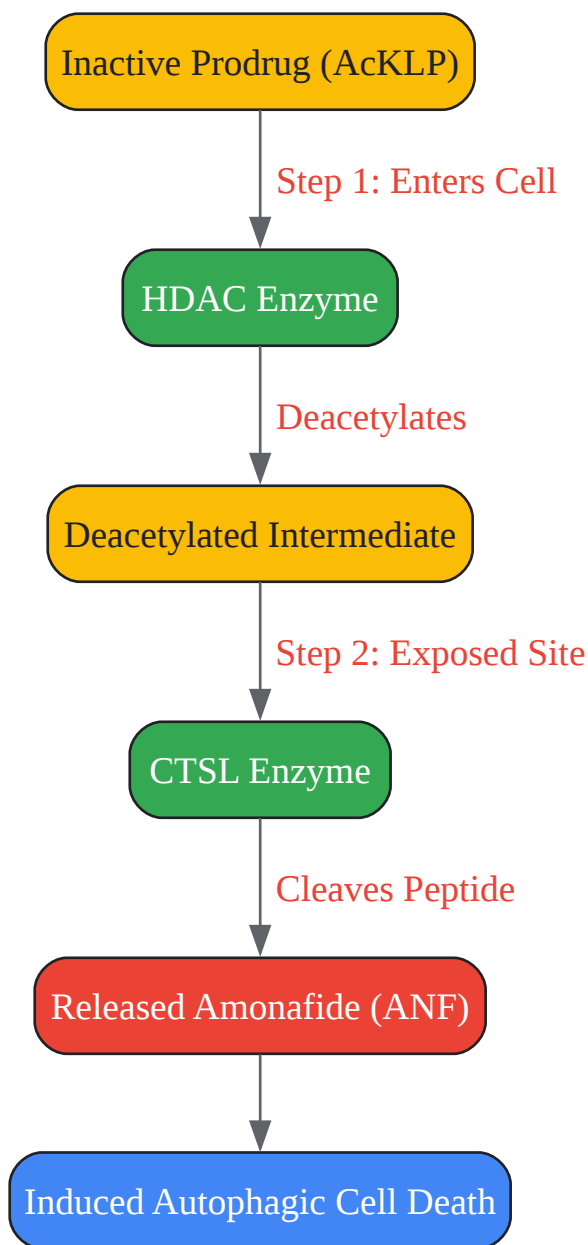 Inactive Prodrug (AcKLP)
Step 1: Enters Cell
HDAC Enzyme
Deacetylates
Deacetylated Intermediate
Step 2: Exposed Site
CTSL Enzyme
Cleaves Peptide
Released Amonafide (ANF)
Induced Autophagic Cell Death